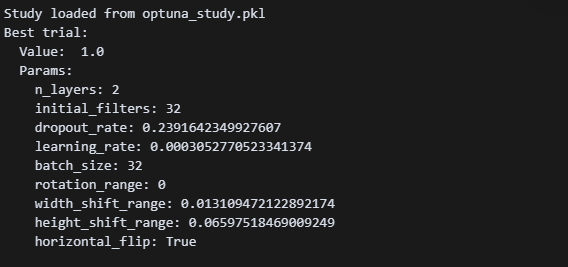 Study loaded from optuna_study.pkl
Best trial:
  Value:  1.0
  Params:
    n_layers: 2
    initial_filters: 32
    dropout_rate: 0.2391642349927607
    learning_rate: 0.0003052770523341374
    batch_size: 32
    rotation_range: 0
    width_shift_range: 0.013109472122892174
    height_shift_range: 0.06597518469009249
    horizontal_flip: True